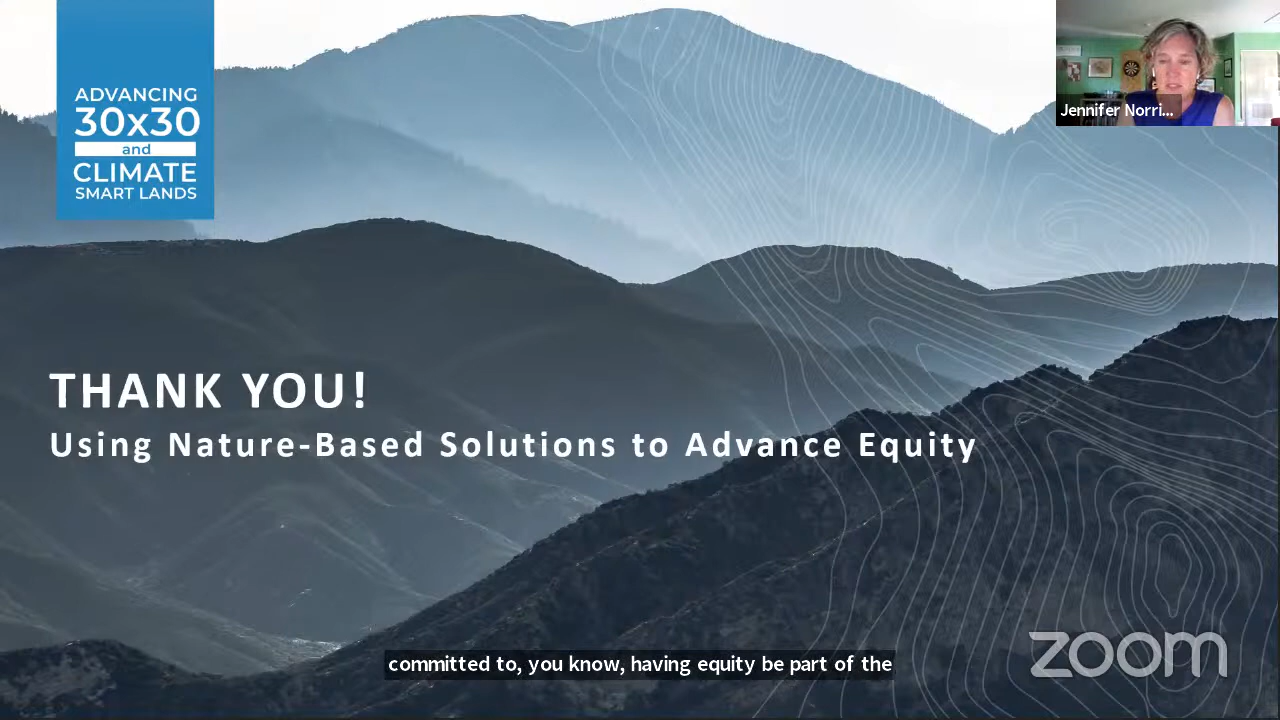 ADVANCING
30x30
and
CLIMATE
SMART LANDS
Jennifer Norri...
THANK YOU!
Using Nature-Based Solutions to Advance Equity
committed to, you know, having equity be part of the
zoom